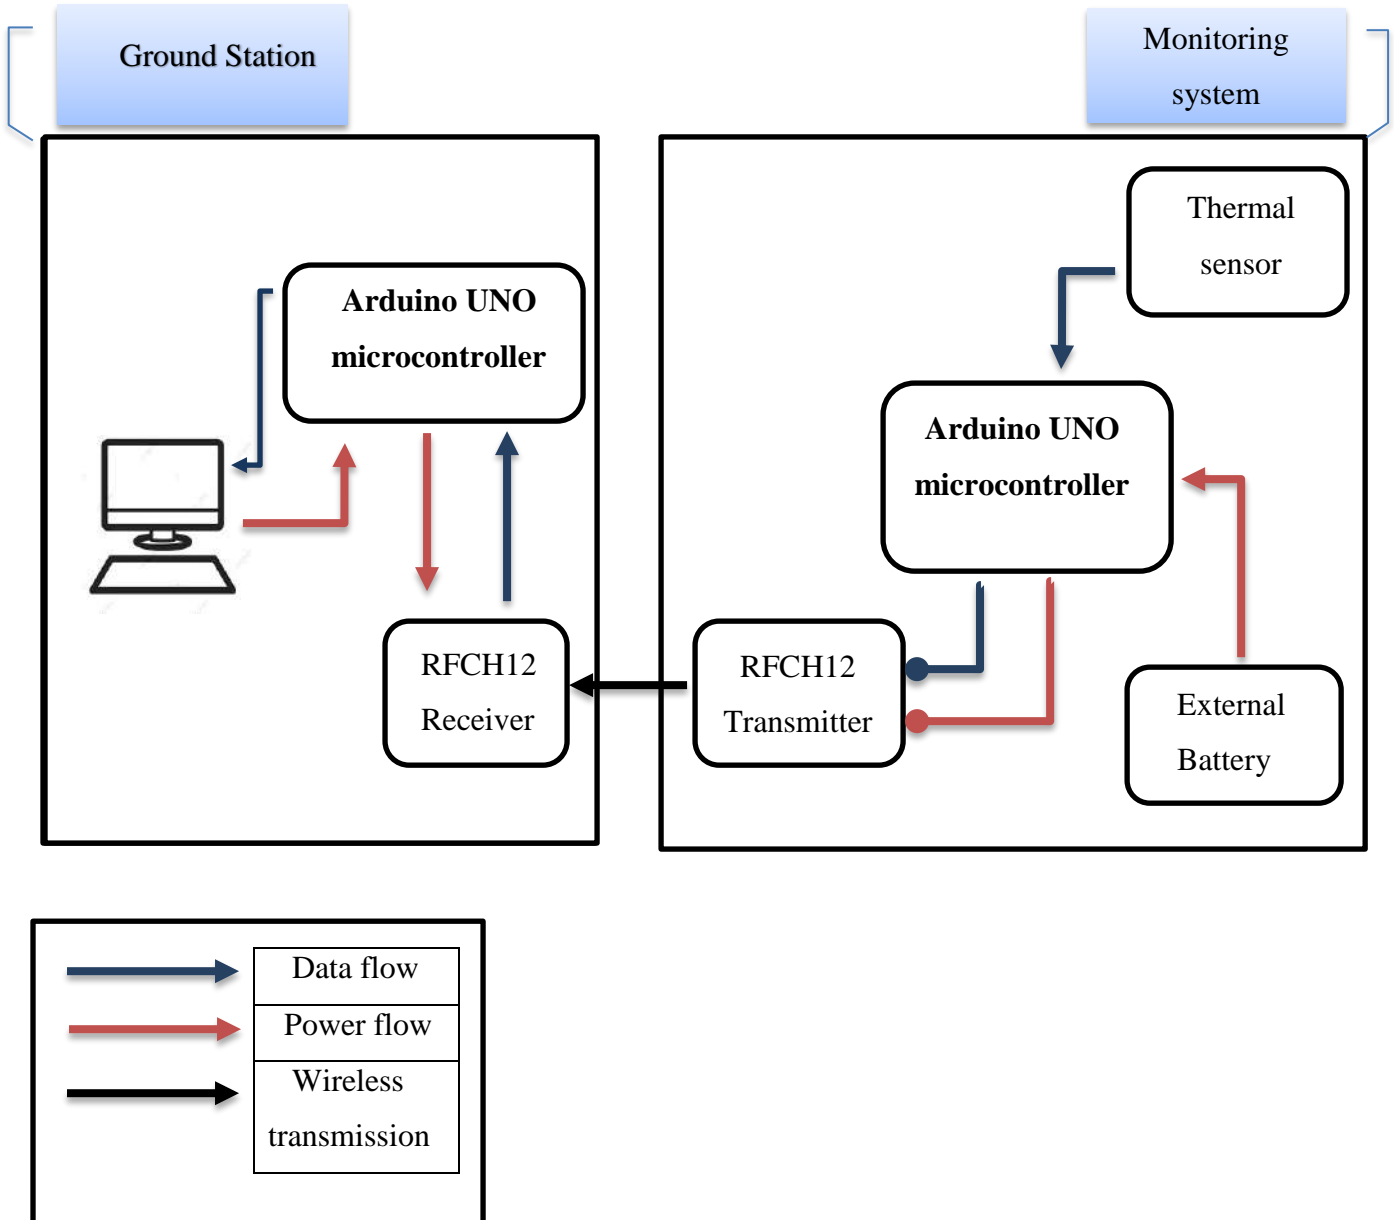 Ground Station
Monitoring
system
Thermal
sensor
Arduino UNO
microcontroller
Arduino UNO
microcontroller
RFCH12
Receiver
RFCH12
Transmitter
External
Battery
Data flow
Power flow
Wireless
transmission